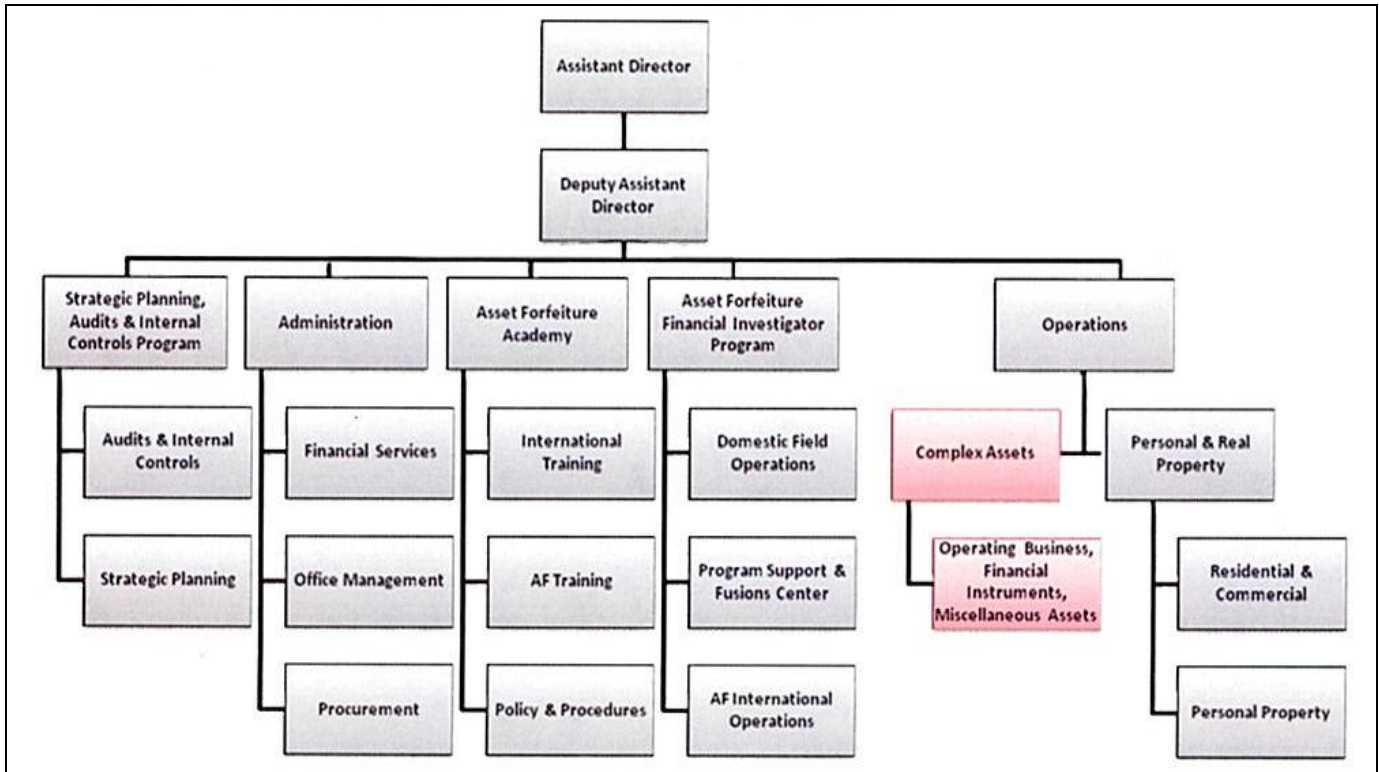 Assistant Director
Deputy Assistant
Director
Strategic Planning,
Audits & Internal
Controls Program
Administration
Asset Forfeiture
Academy
Asset Forfeiture
Financial Investigator
Program
Operations
Audits & Internal
Controls
Financial Services
International
Training
Domestic Field
Operations
Complex Assets
Personal & Real
Property
Strategic Planning
Office Management
AF Training
Program Support &
Fusions Center
Operating Business,
Financial
Instruments,
Miscellaneous Assets
Residential &
Commercial
Procurement
Policy & Procedures
AF International
Operations
Personal Property